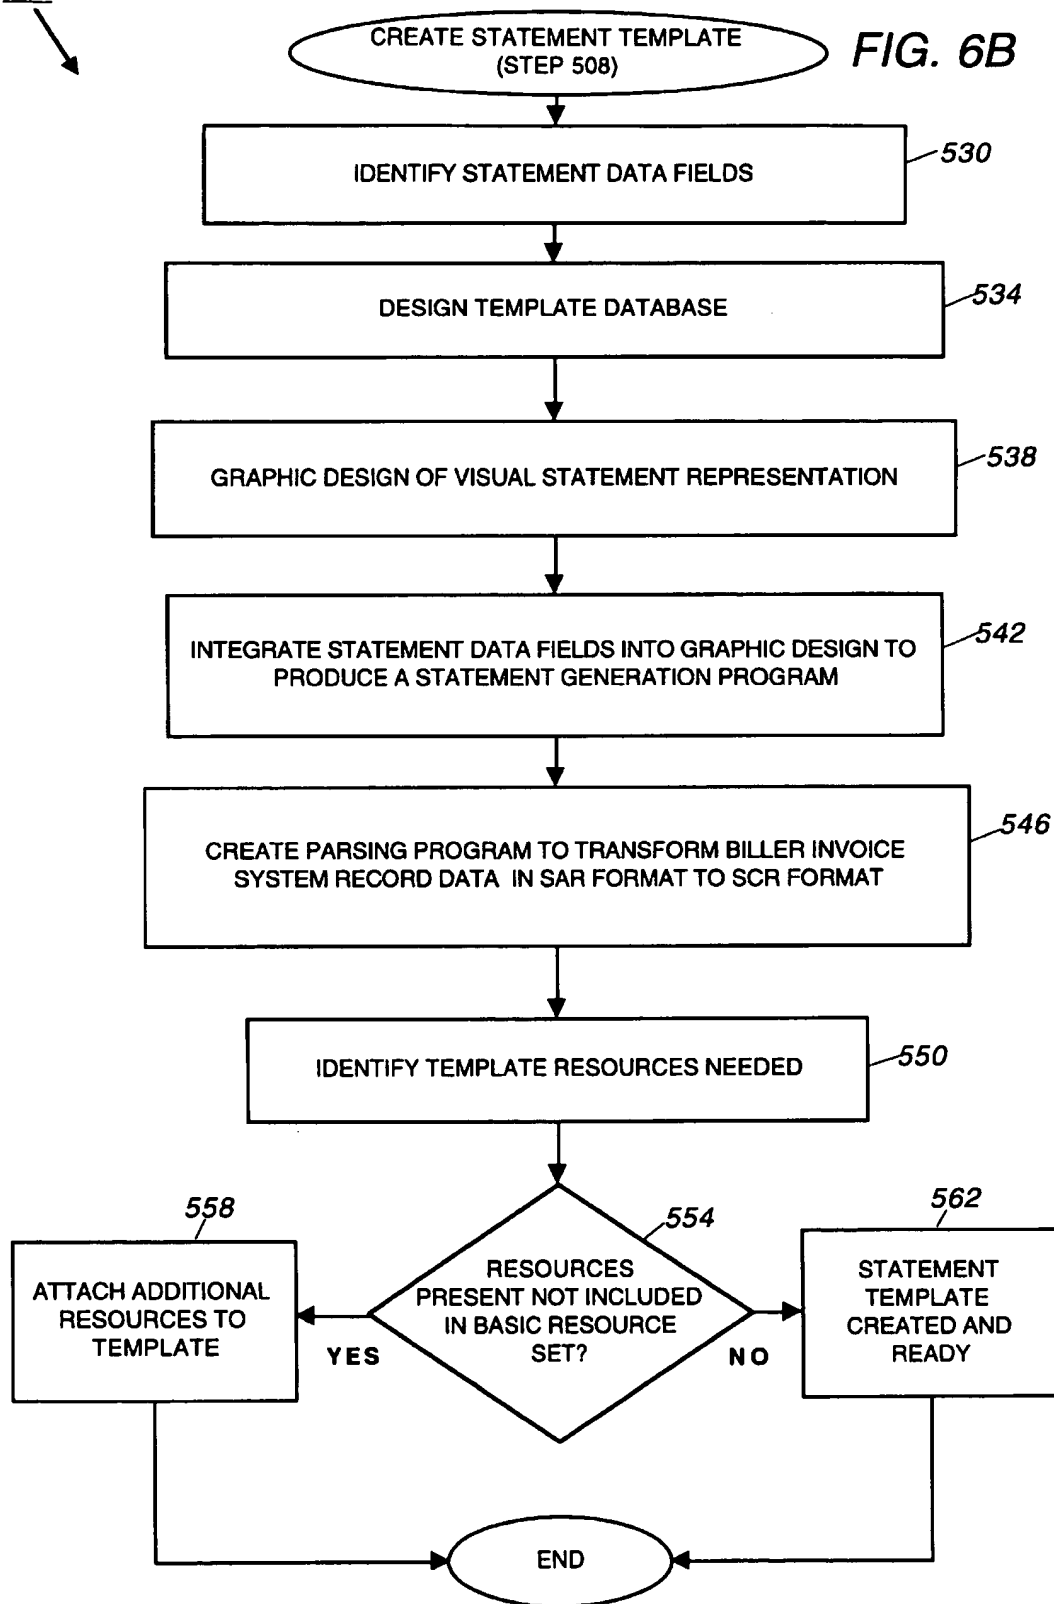 CREATE STATEMENT TEMPLATE
(STEP 508)
FIG. 6B
IDENTIFY STATEMENT DATA FIELDS
530
DESIGN TEMPLATE DATABASE
534
GRAPHIC DESIGN OF VISUAL STATEMENT REPRESENTATION
538
INTEGRATE STATEMENT DATA FIELDS INTO GRAPHIC DESIGN TO
PRODUCE A STATEMENT GENERATION PROGRAM
542
CREATE PARSING PROGRAM TO TRANSFORM BILLER INVOICE
SYSTEM RECORD DATA IN SAR FORMAT TO SCR FORMAT
546
IDENTIFY TEMPLATE RESOURCES NEEDED
550
558
ATTACH ADDITIONAL
RESOURCES TO
TEMPLATE
YES
554
RESOURCES
PRESENT NOT INCLUDED
IN BASIC RESOURCE
SET?
NO
562
STATEMENT
TEMPLATE
CREATED AND
READY
END